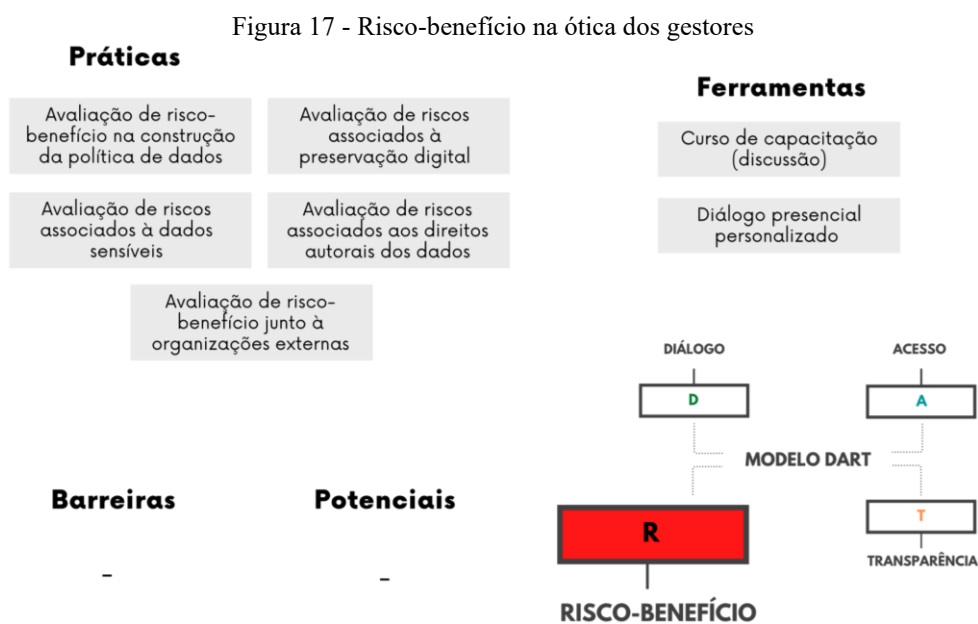 Figura 17 - Risco-benefício na ótica dos gestores
Práticas
Avaliação de risco-
benefício na construção
da política de dados
Avaliação de riscos
associados à
preservação digital
Avaliação de riscos
associados à dados
sensíveis
Avaliação de riscos
associados aos direitos
autorais dos dados
Avaliação de risco-
benefício junto à
organizações externas
Ferramentas
Curso de capacitação
(discussão)
Diálogo presencial
personalizado
Barreiras
-
Potenciais
-
DIÁLOGO
D
ACESSO
A
MODELO DART
R
RISCO-BENEFÍCIO
T
TRANSPARÊNCIA